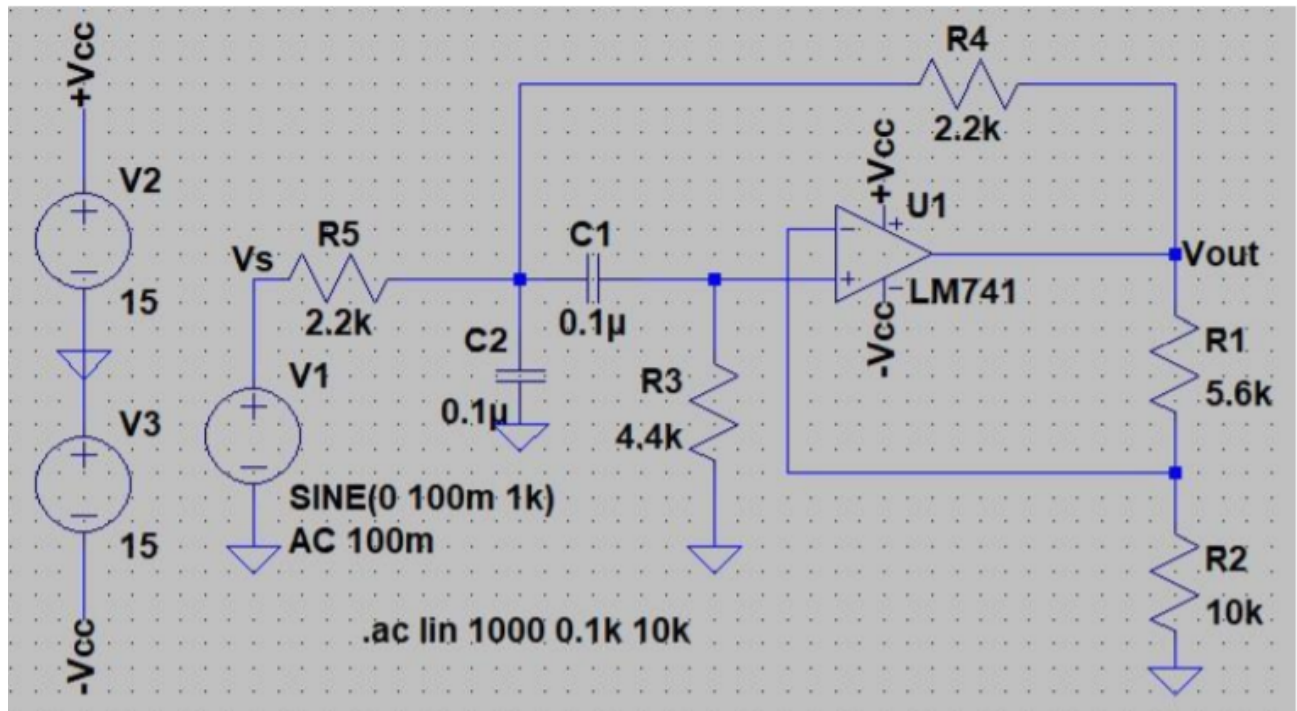 +Vcc
V2
15
V3
15
-Vcc
Vs
R5
2.2k
V1
SINE(0 100m 1k)
AC 100m
C2
0.1µ
C1
0.1µ
R3
4.4k
R4
2.2k
+Vcc
U1
LM741
-Vcc
Vout
R1
5.6k
R2
10k
.ac lin 1000 0.1k 10k